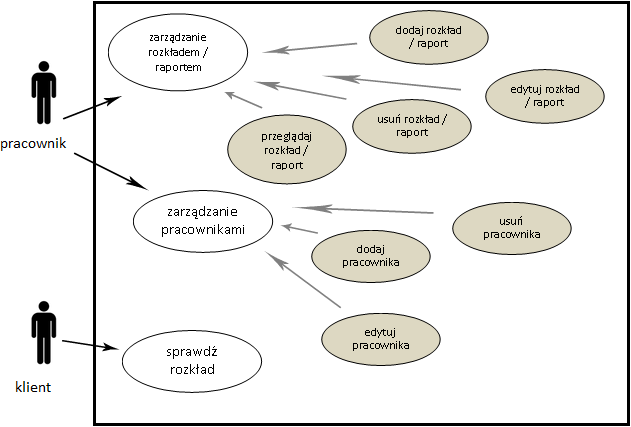 zarządzanie
rozkładem /
raportem
dodaj rozkład
/ raport
edytuj rozkład
/ raport
usuń rozkład /
raport
przeglądaj
rozkład /
raport
pracownik
zarządzanie
pracownikami
usuń
pracownika
dodaj
pracownika
edytuj
pracownika
sprawdź
rozkład
klient